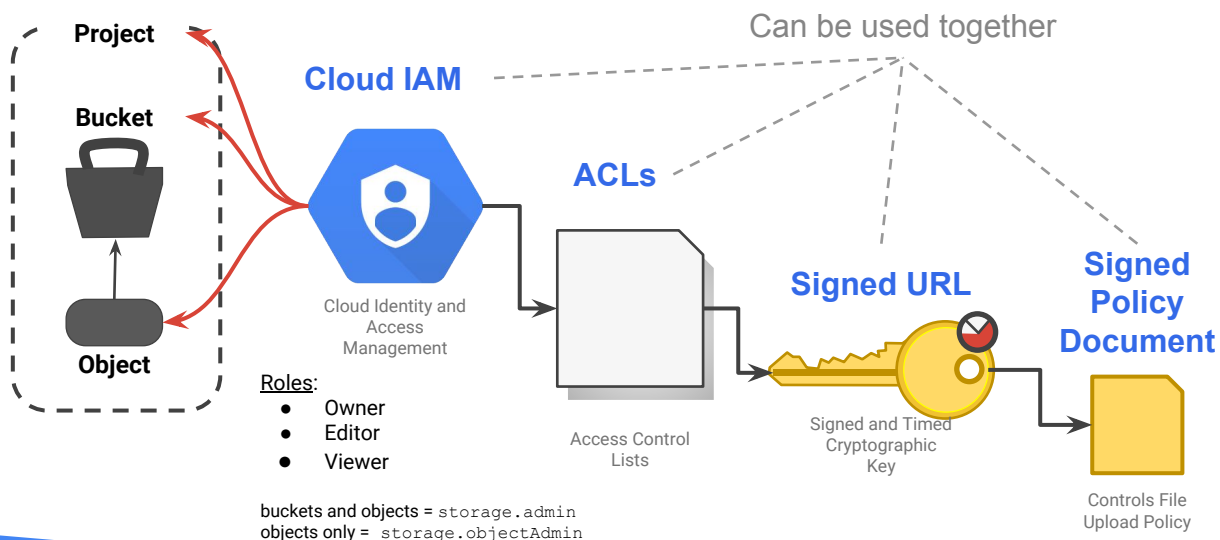 Can be used together
Project
Cloud IAM
Bucket
ACLs
Signed URL
Signed
Policy
Document
Cloud Identity and
Access
Management
Object
Roles:
● Owner
● Editor
● Viewer
Access Control
Lists
Signed and Timed
Cryptographic
Key
Controls File
Upload Policy
buckets and objects = storage.admin
objects only = storage.objectAdmin